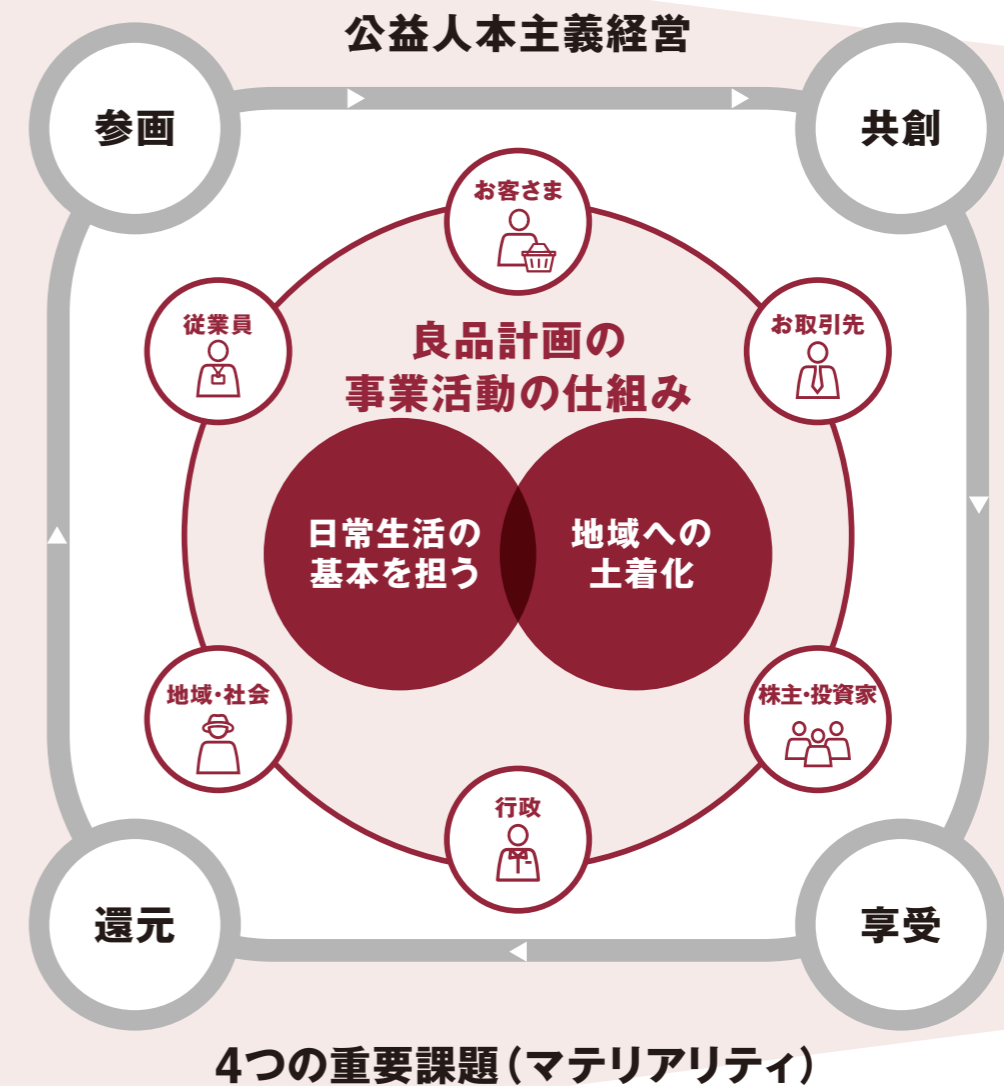 公益人本主義経営
参画
共創
お客さま
従業員
お取引先
良品計画の
事業活動の仕組み
日常生活の
基本を担う
地域への
土着化
地域・社会
株主・投資家
行政
還元
享受
4つの重要課題(マテリアリティ)